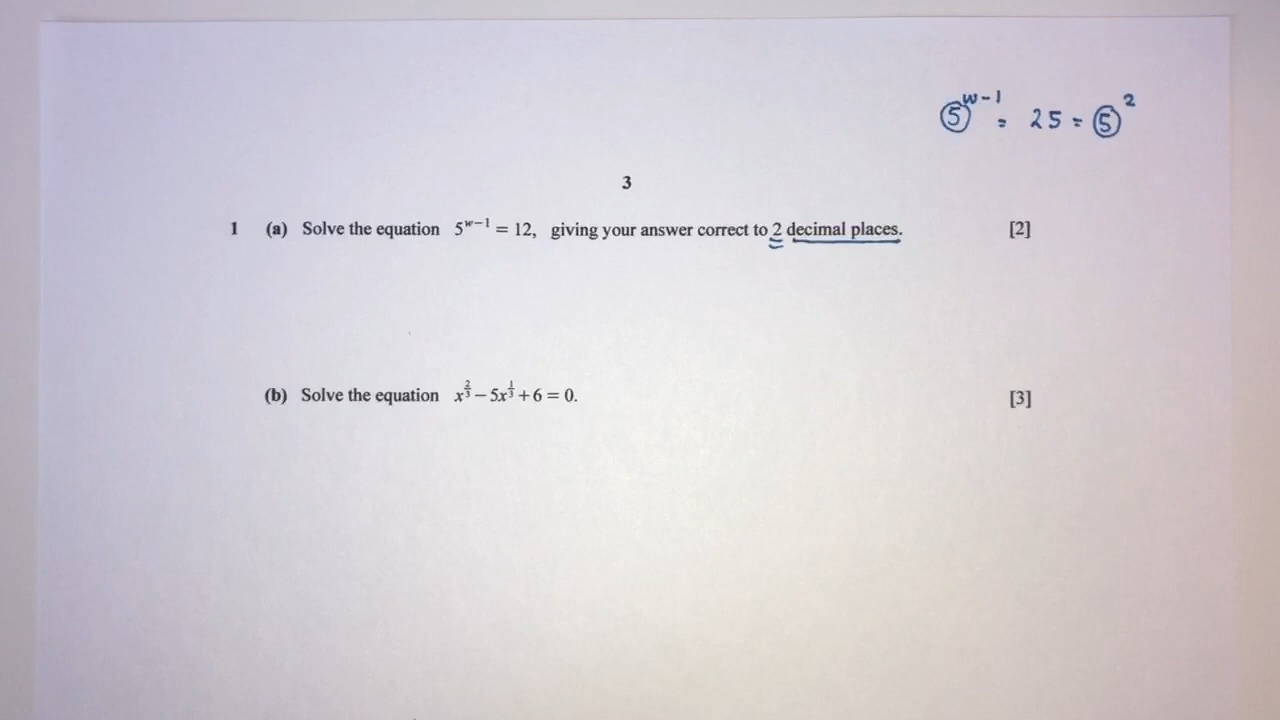 5^{w-1} = 25 = 5^2
3
1 (a) Solve the equation 5^{w-1} = 12, giving your answer correct to 2 decimal places. [2]
(b) Solve the equation x^{2/3} - 5x^{1/3} + 6 = 0. [3]